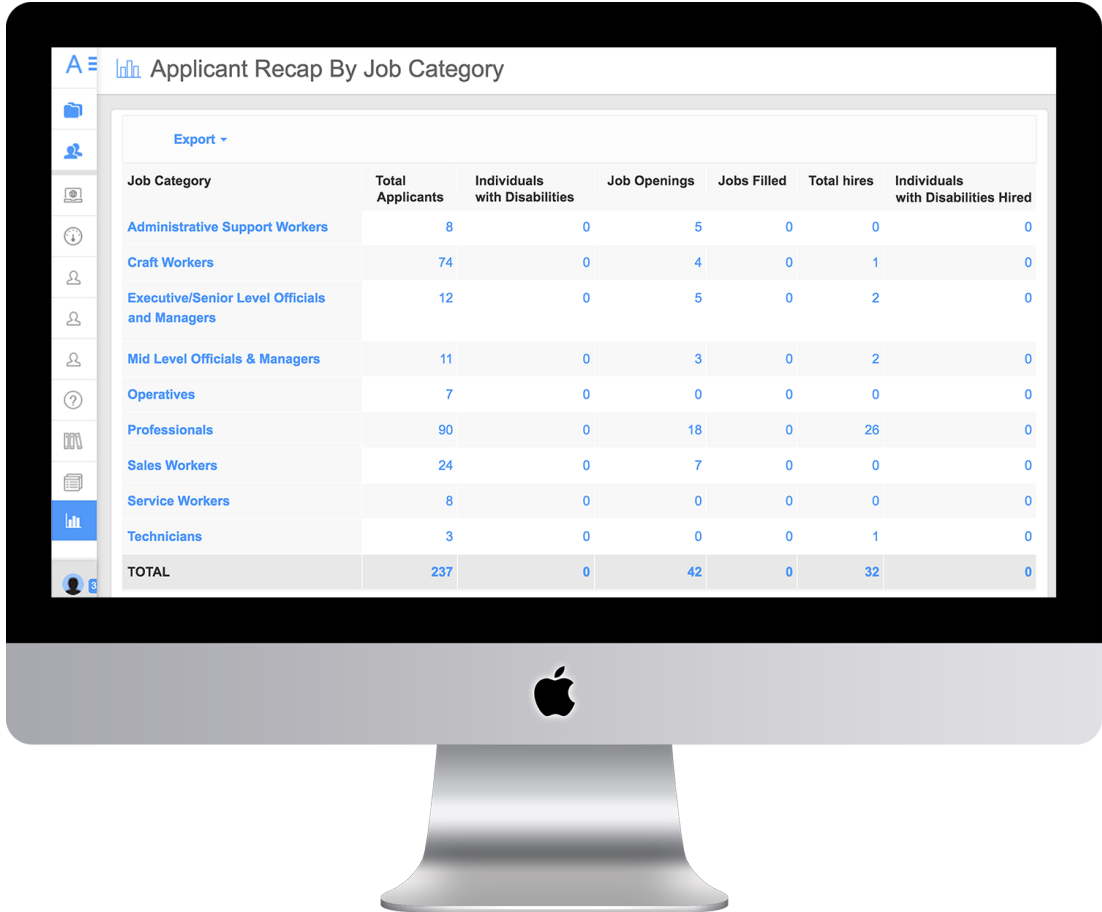 A
Applicant Recap By Job Category
Export
Job Category Total Applicants Individuals with Disabilities Job Openings Jobs Filled Total hires Individuals with Disabilities Hired
Administrative Support Workers 8 0 5 0 0 0
Craft Workers 74 0 4 0 1 0
Executive/Senior Level Officials and Managers 12 0 5 0 2 0
Mid Level Officials & Managers 11 0 3 0 2 0
Operatives 7 0 0 0 0 0
Professionals 90 0 18 0 26 0
Sales Workers 24 0 7 0 0 0
Service Workers 8 0 0 0 0 0
Technicians 3 0 0 0 1 0
TOTAL 237 0 42 0 32 0
3